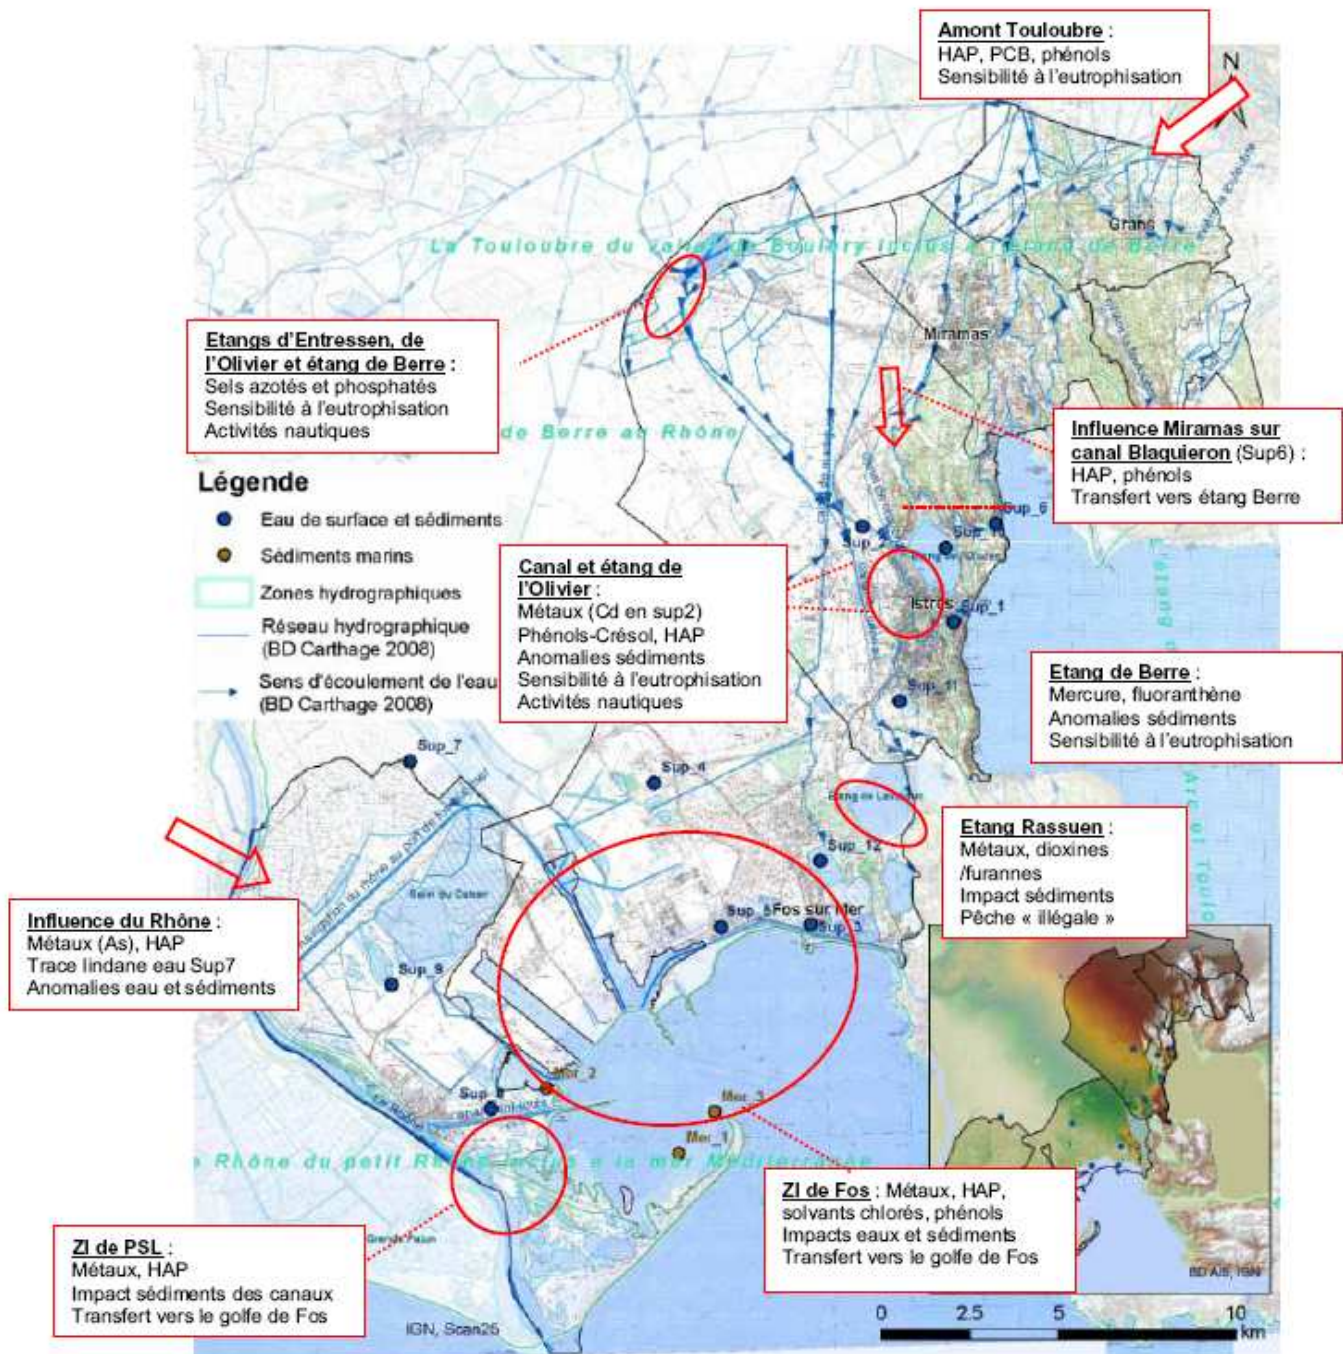 Amont Touloubre :
HAP, PCB, phénols
Sensibilité à l'eutrophisation
N
Grans
La Touloubre du vallat de Boulery inclus à l'étang de Berre
Etangs d'Entressen, de
l'Olivier et étang de Berre :
Sels azotés et phosphatés
Sensibilité à l'eutrophisation
Activités nautiques
Miramas
de Berre au Rhône
Influence Miramas sur
canal Blaquieron (Sup6) :
HAP, phénols
Transfert vers étang Berre
Légende
Eau de surface et sédiments
Sédiments marins
Zones hydrographiques
Réseau hydrographique
(BD Carthage 2008)
Sens d'écoulement de l'eau
(BD Carthage 2008)
Sup_6
Canal et étang de
l'Olivier :
Métaux (Cd en sup2)
Phénols-Crésol, HAP
Anomalies sédiments
Sensibilité à l'eutrophisation
Activités nautiques
Istres
Sup_1
Sup_11
Etang de Berre :
Mercure, fluoranthène
Anomalies sédiments
Sensibilité à l'eutrophisation
Sup_7
Sup_4
Etang Rassuen :
Métaux, dioxines
/furannes
Impact sédiments
Pêche « illégale »
Sup_12
Influence du Rhône :
Métaux (As), HAP
Trace lindane eau Sup7
Anomalies eau et sédiments
Sup_5
Fos sur Mer
Sup_3
Sup_9
Mer_2
Mer_3
Mer_1
e Rhône du petit Rhône inclus à la mer Méditerranée
ZI de Fos : Métaux, HAP,
solvants chlorés, phénols
Impacts eaux et sédiments
Transfert vers le golfe de Fos
ZI de PSL :
Métaux, HAP
Impact sédiments des canaux
Transfert vers le golfe de Fos
IGN, Scan25
BD Alti, IGN
0 2.5 5 10
km